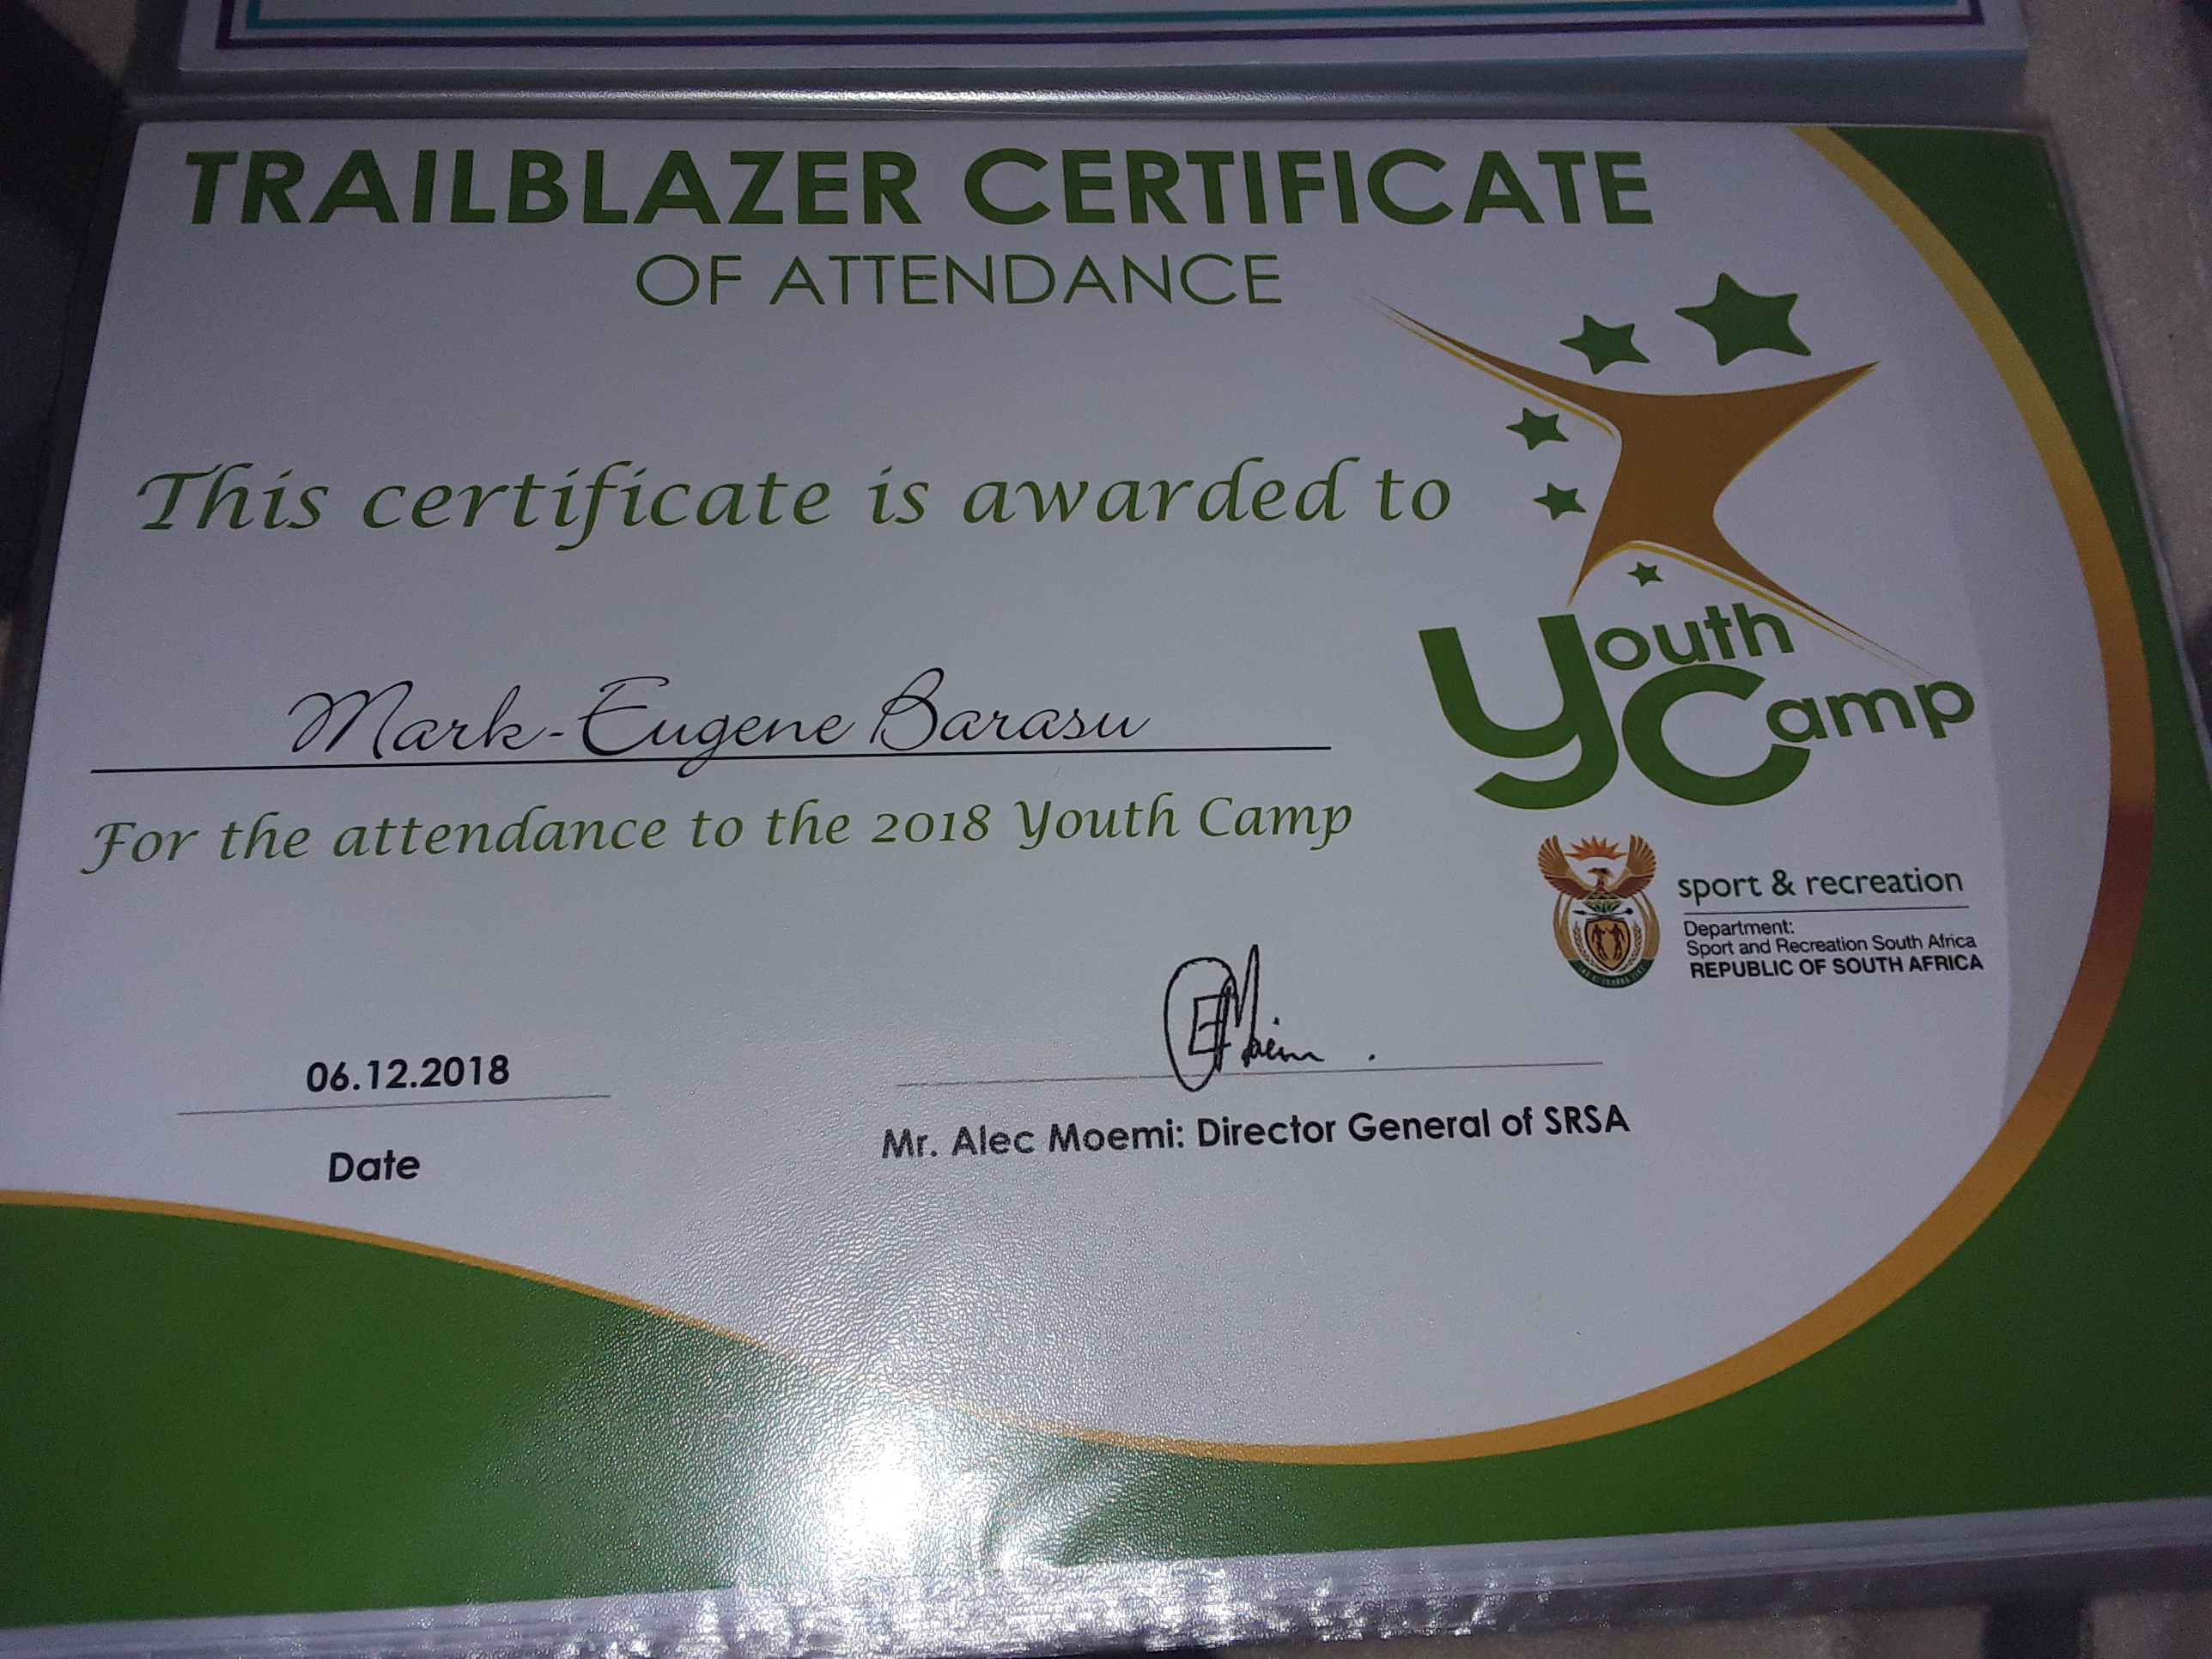 TRAILBLAZER CERTIFICATE
OF ATTENDANCE
This certificate is awarded to
Mark-Eugene Barasu
For the attendance to the 2018 Youth Camp
Youth
Camp
sport & recreation
Department:
Sport and Recreation South Africa
REPUBLIC OF SOUTH AFRICA
06.12.2018
Date
Mr. Alec Moemi: Director General of SRSA